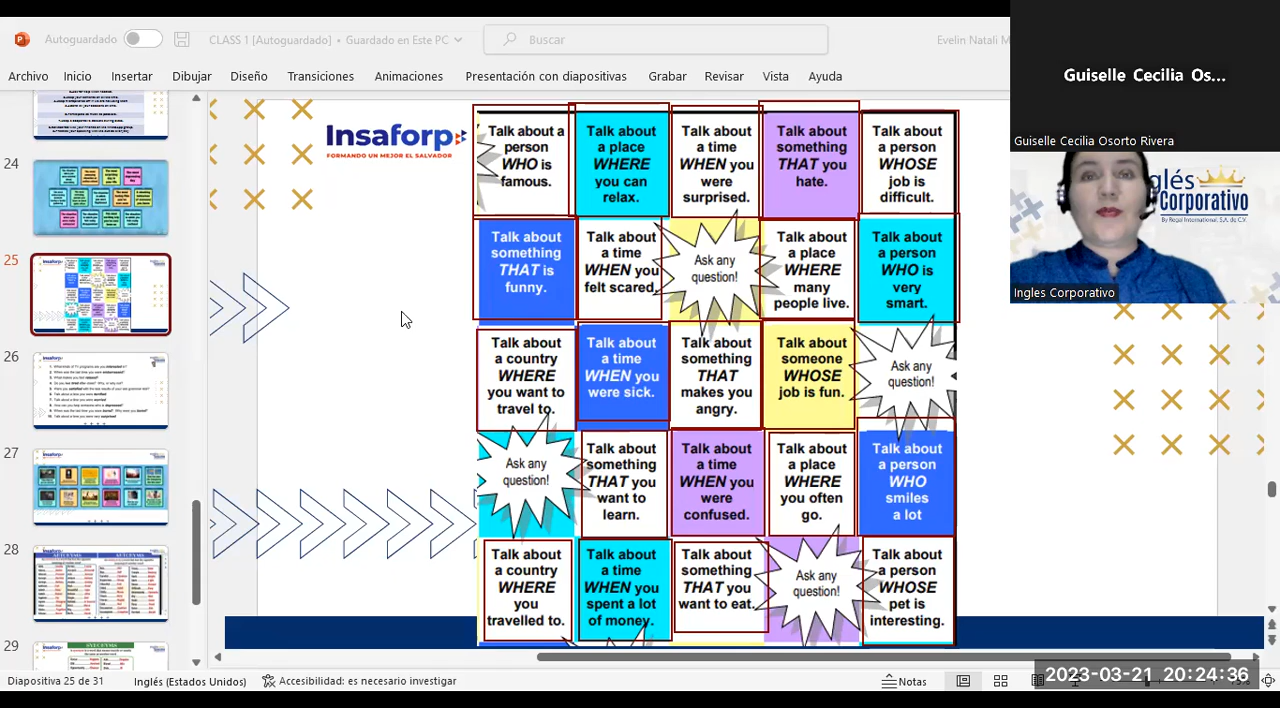 Autoguardado
CLASS 1 [Autoguardado] • Guardado en Este PC
Buscar
Evelin Natali M
Archivo Inicio Insertar Dibujar Diseño Transiciones Animaciones Presentación con diapositivas Grabar Revisar Vista Ayuda
Guiselle Cecilia Os...
Guiselle Cecilia Osorto Rivera
Inglés
Corporativo
By Regal International, S.A. de C.V.
Ingles Corporativo
24
25
26
27
28
29
Insaforp
FORMANDO UN MEJOR EL SALVADOR
Talk about a
person
WHO is
famous.
Talk about
a place
WHERE
you can
relax.
Talk about
a time
WHEN you
were
surprised.
Talk about
something
THAT you
hate.
Talk about
a person
WHOSE
job is
difficult.
Talk about
something
THAT is
funny.
Talk about
a time
WHEN you
felt scared.
Ask any
question!
Talk about
a place
WHERE
many
people live.
Talk about
a person
WHO is
very
smart.
Talk about
a country
WHERE
you want to
travel to.
Talk about
a time
WHEN you
were sick.
Talk about
something
THAT
makes you
angry.
Talk about
someone
WHOSE
job is fun.
Ask any
question!
Ask any
question!
Talk about
something
THAT you
want to
learn.
Talk about
a time
WHEN you
were
confused.
Talk about
a place
WHERE
you often
go.
Talk about
a person
WHO
smiles
a lot
Talk about
a country
WHERE
you
travelled to.
Talk about
a time
WHEN you
spent a lot
of money.
Talk about
something
THAT you
want to eat.
Ask any
question!
Talk about
a person
WHOSE
pet is
interesting.
Diapositiva 25 de 31
Inglés (Estados Unidos)
Accesibilidad: es necesario investigar
Notas
2023-03-21 20:24:36